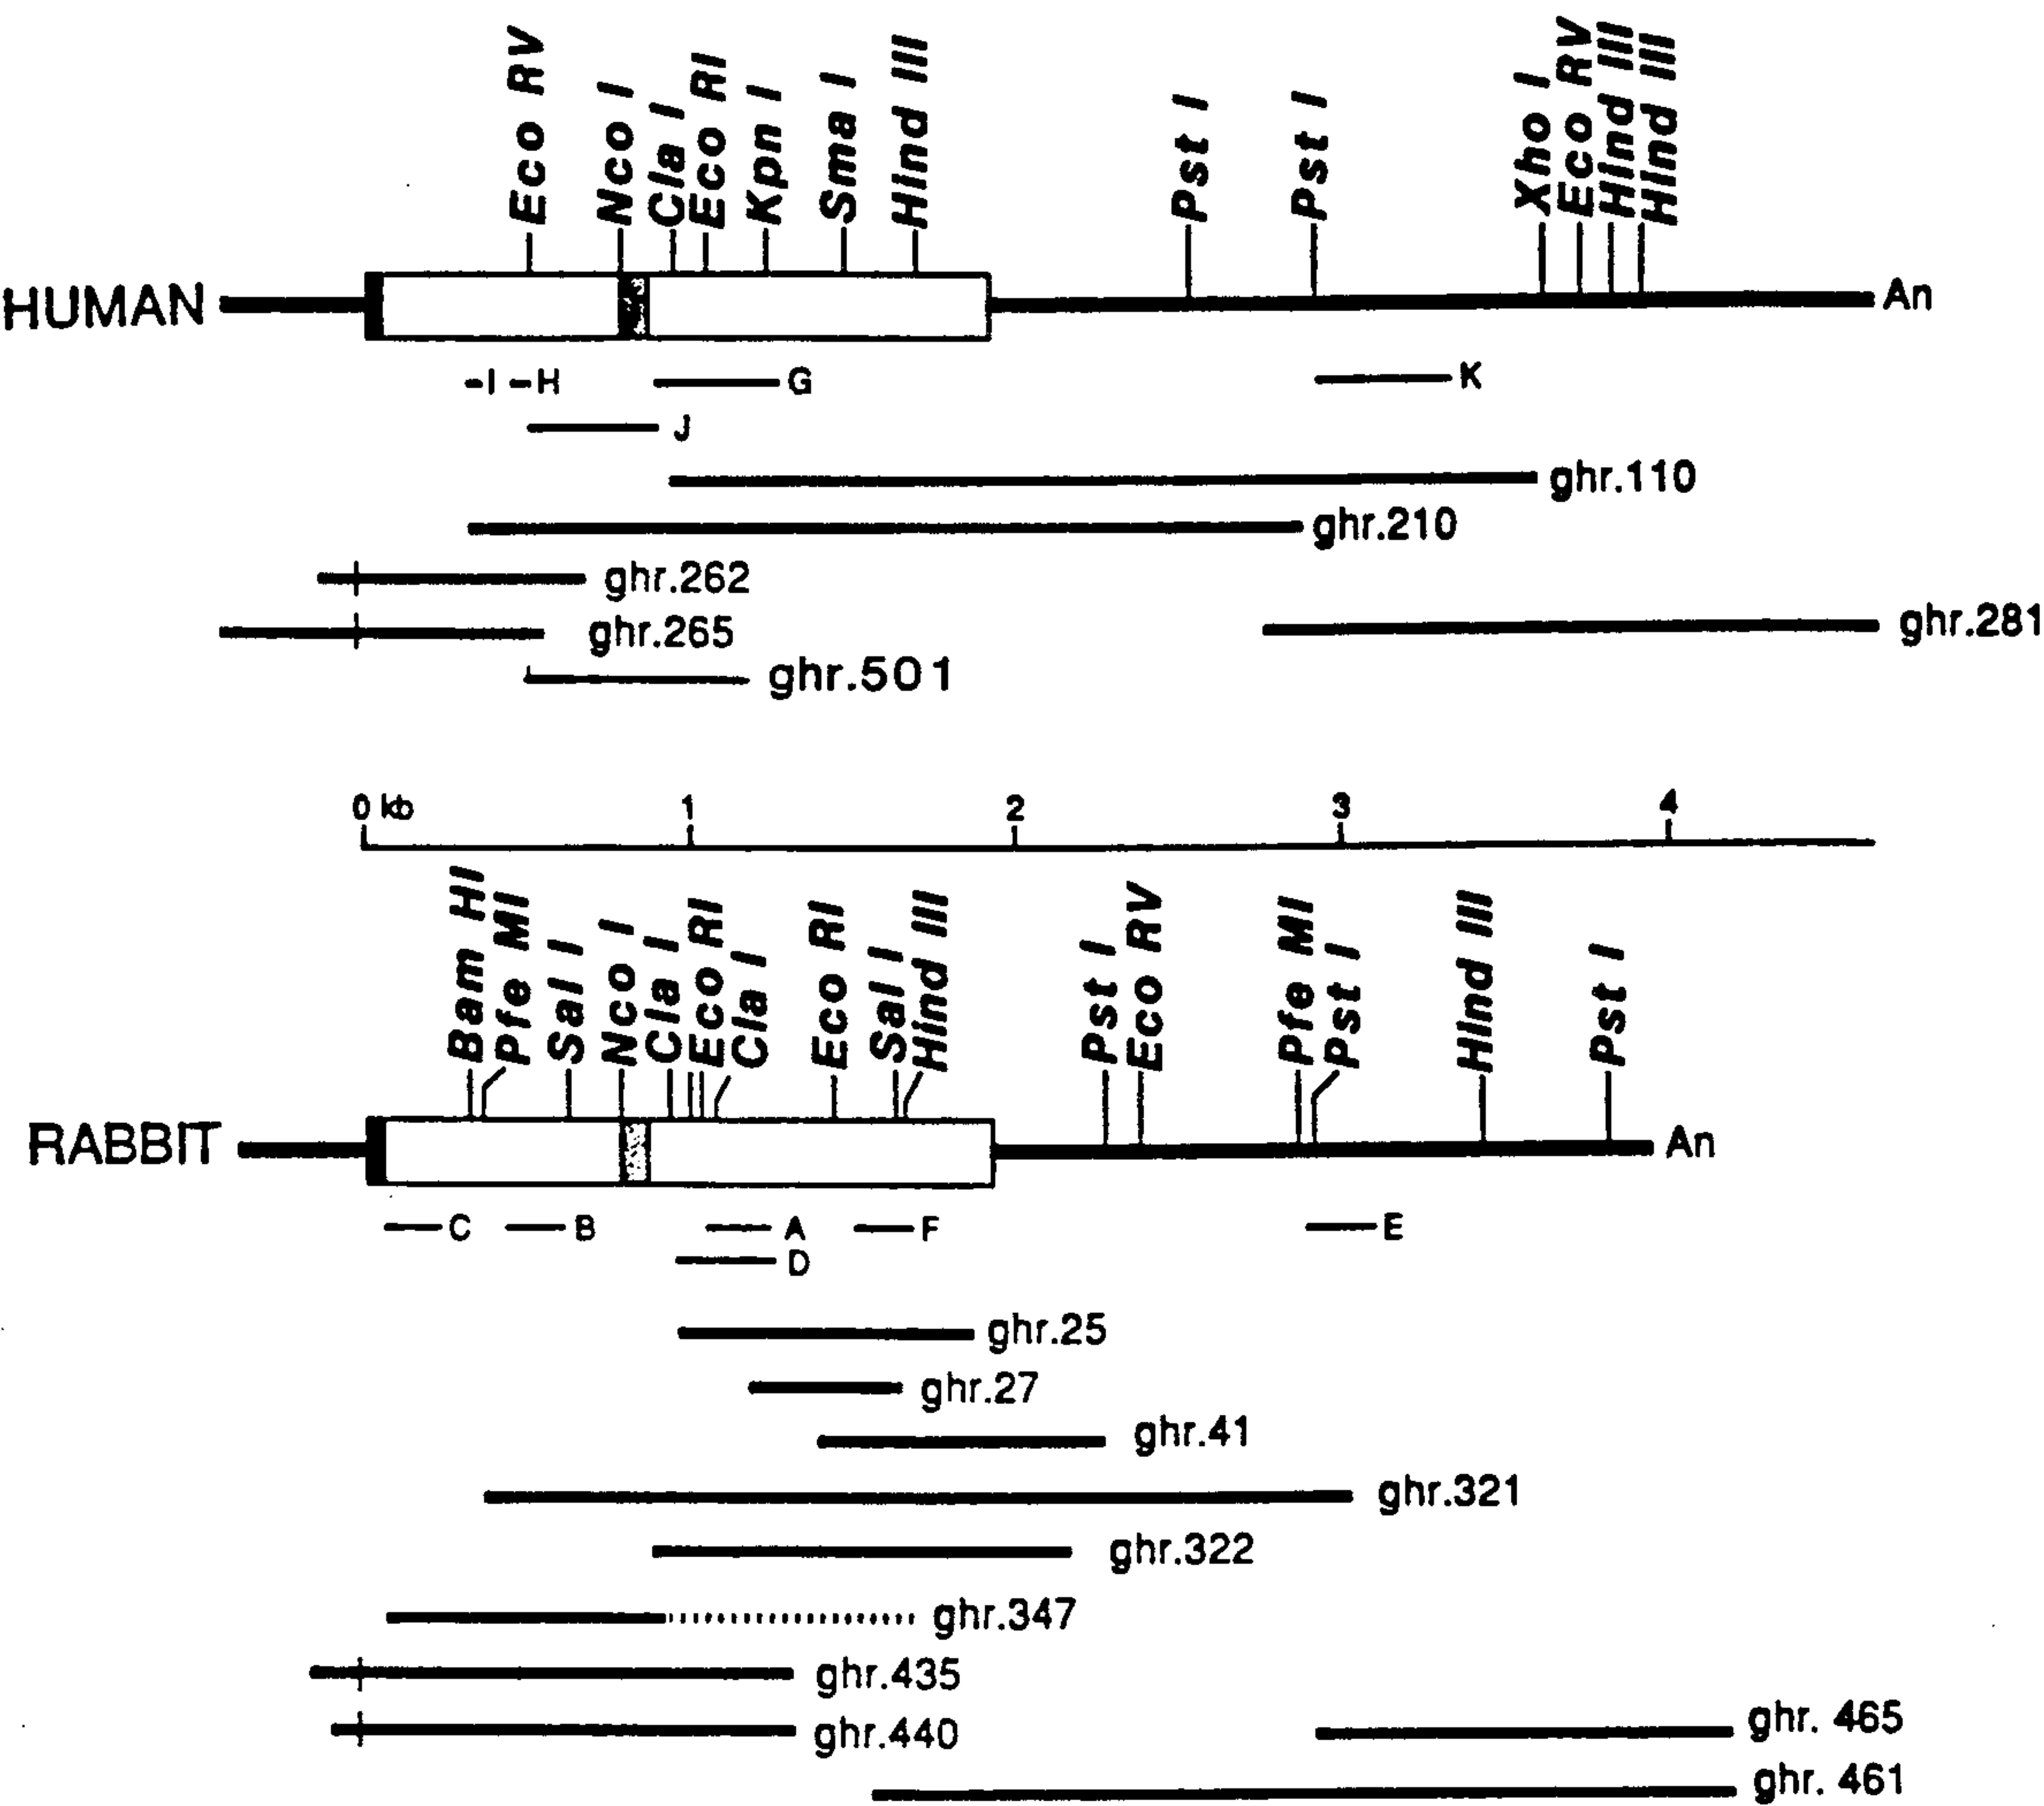 Eco RV
Nco I
Cla I
Eco RI
Kpn I
Sma I
Hind III
Pst I
Pst I
Xho I
Eco RV
Hind III
Hind III
HUMAN
An
I
H
G
K
J
ghr.110
ghr.210
ghr.262
ghr.265
ghr.281
ghr.501
0 kb 1 2 3 4
Bam HI
Pfe MI
Sal I
Nco I
Cla I
Eco RI
Cla I
Eco RI
Sal I
Hind III
Pst I
Eco RV
Pfe MI
Pst I
Hind III
Pst I
RABBIT
An
C
B
A
F
E
D
ghr.25
ghr.27
ghr.41
ghr.321
ghr.322
ghr.347
ghr.435
ghr.440
ghr. 465
ghr. 461